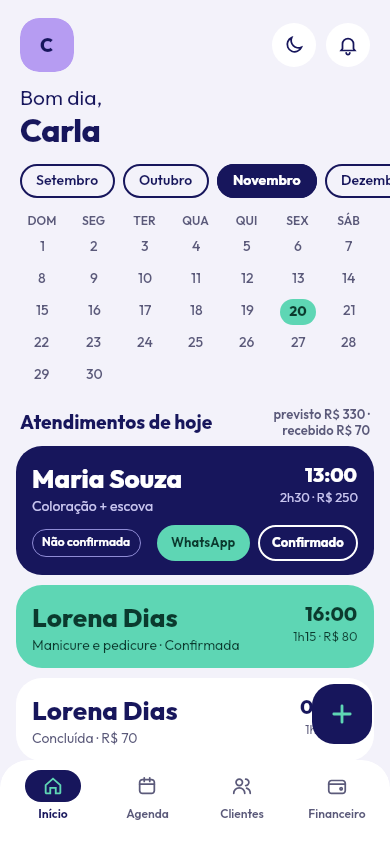 C
Bom dia,
Carla
Setembro Outubro Novembro Dezemb
DOM SEG TER QUA QUI SEX SÁB
1 2 3 4 5 6 7
8 9 10 11 12 13 14
15 16 17 18 19 20 21
22 23 24 25 26 27 28
29 30
Atendimentos de hoje
previsto R$ 330 ·
recebido R$ 70
Maria Souza 13:00
Coloração + escova 2h30 · R$ 250
Não confirmada WhatsApp Confirmado
Lorena Dias 16:00
Manicure e pedicure · Confirmada 1h15 · R$ 80
Lorena Dias
Concluída · R$ 70
Início Agenda Clientes Financeiro